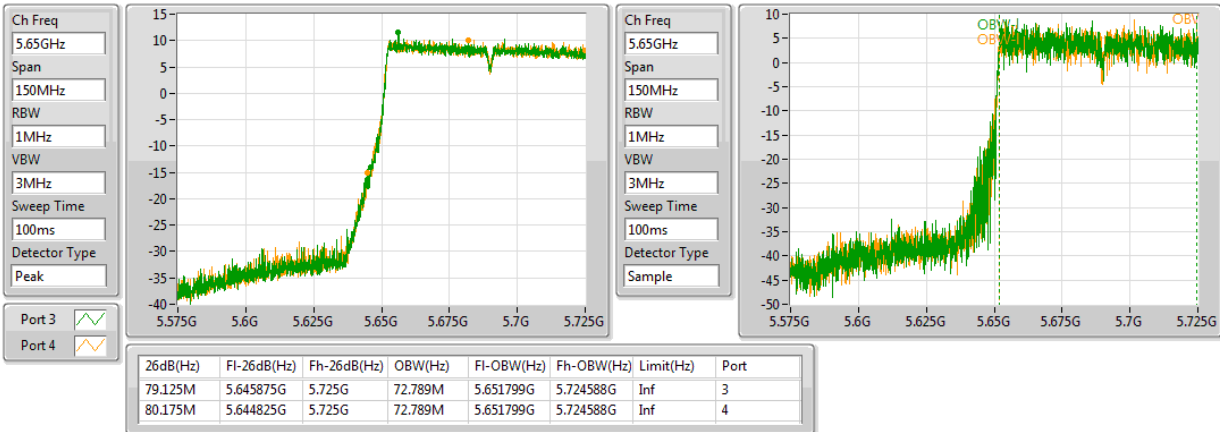 Ch Freq
5.65GHz
Span
150MHz
RBW
1MHz
VBW
3MHz
Sweep Time
100ms
Detector Type
Peak
Port 3
Port 4
15
10
5
0
-5
-10
-15
-20
-25
-30
-35
-40
5.575G 5.6G 5.625G 5.65G 5.675G 5.7G 5.725G
Ch Freq
5.65GHz
Span
150MHz
RBW
1MHz
VBW
3MHz
Sweep Time
100ms
Detector Type
Sample
10
5
0
-5
-10
-15
-20
-25
-30
-35
-40
-45
-50
5.575G 5.6G 5.625G 5.65G 5.675G 5.7G 5.725G
26dB(Hz) Fl-26dB(Hz) Fh-26dB(Hz) OBW(Hz) Fl-OBW(Hz) Fh-OBW(Hz) Limit(Hz) Port
79.125M 5.645875G 5.725G 72.789M 5.651799G 5.724588G Inf 3
80.175M 5.644825G 5.725G 72.789M 5.651799G 5.724588G Inf 4